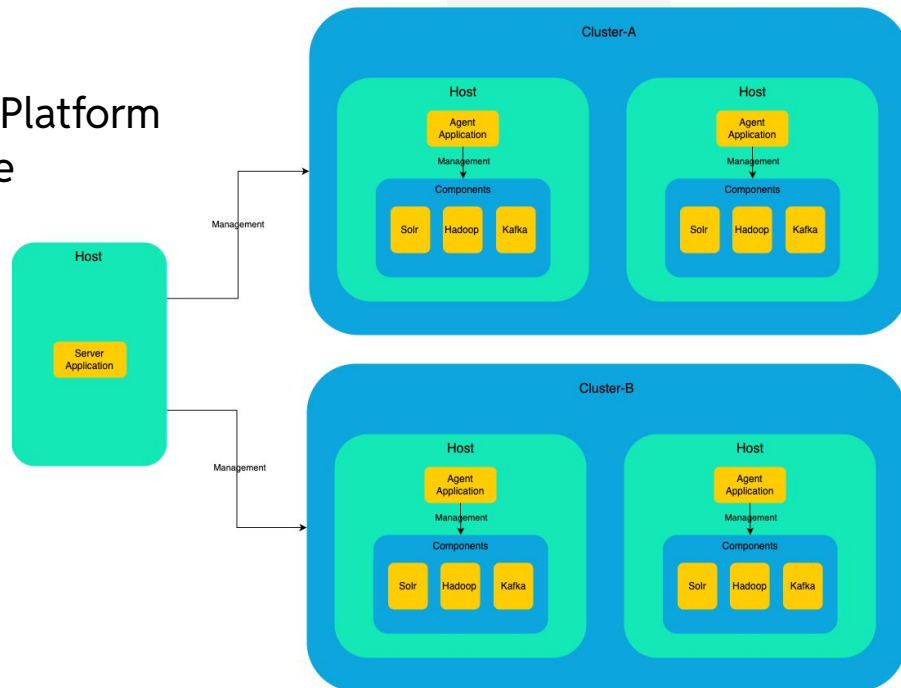 Platform
e
Host
Server
Application
Management
Management
Cluster-A
Host
Agent
Application
Management
Components
Solr
Hadoop
Kafka
Host
Agent
Application
Management
Components
Solr
Hadoop
Kafka
Cluster-B
Host
Agent
Application
Management
Components
Solr
Hadoop
Kafka
Host
Agent
Application
Management
Components
Solr
Hadoop
Kafka